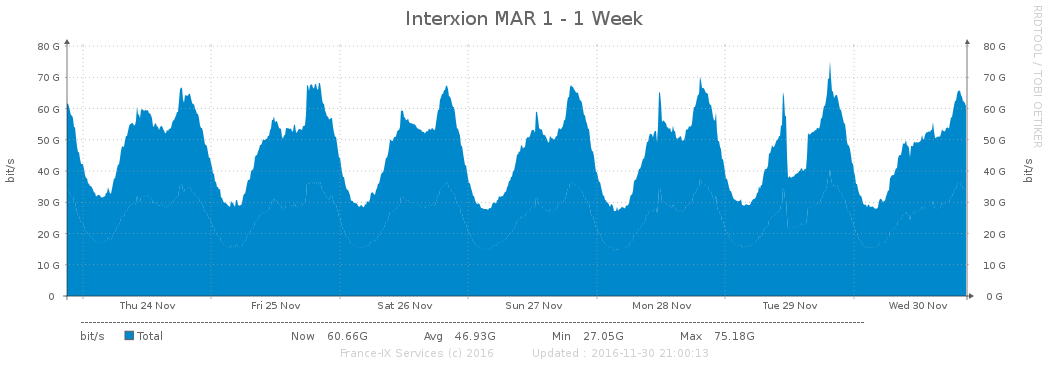 Interxion MAR 1 - 1 Week
RRDTOOL / TOBI OETIKER
bit/s
bit/s
80 G 80 G
70 G 70 G
60 G 60 G
50 G 50 G
40 G 40 G
30 G 30 G
20 G 20 G
10 G 10 G
0 0 G
Thu 24 Nov Fri 25 Nov Sat 26 Nov Sun 27 Nov Mon 28 Nov Tue 29 Nov Wed 30 Nov
bit/s Total Now 60.66G Avg 46.93G Min 27.05G Max 75.18G
France-IX Services (c) 2016 Updated : 2016-11-30 21:00:13